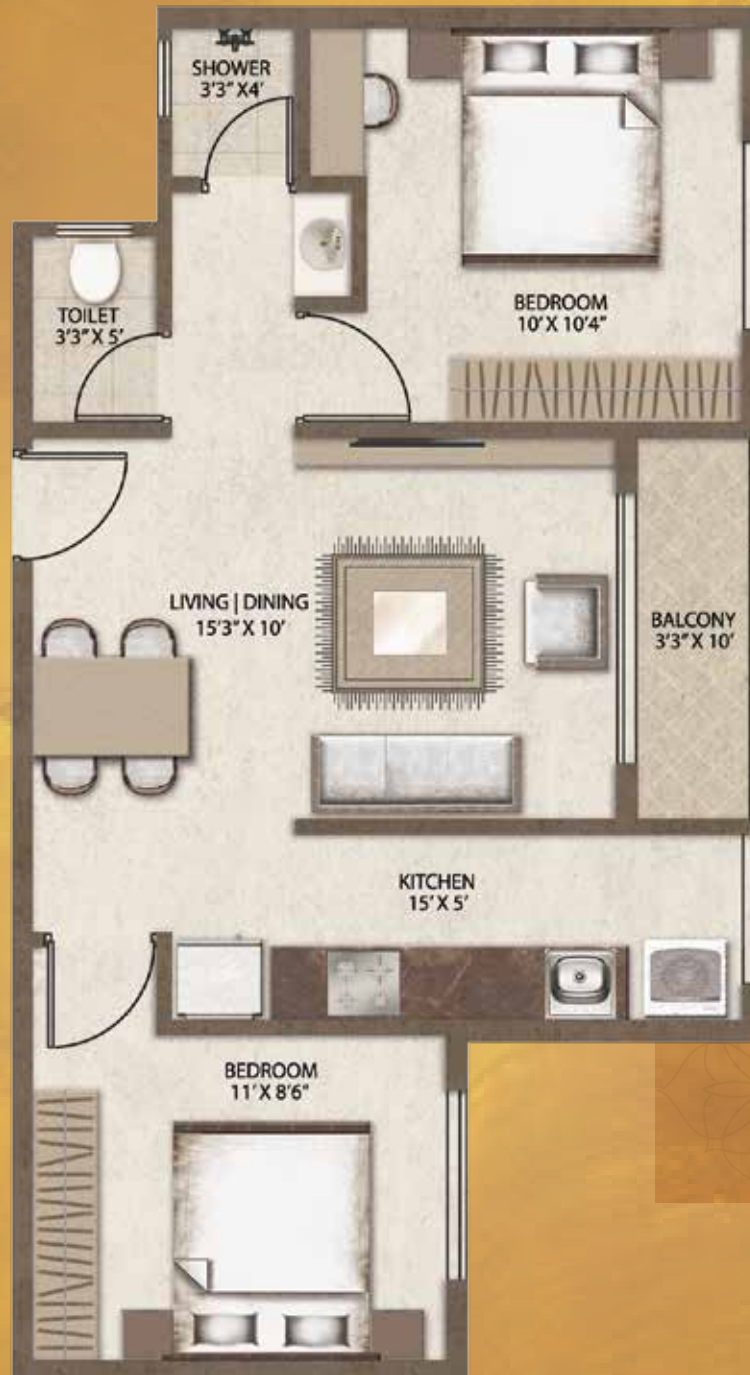 SHOWER
3'3" X4'
TOILET
3'3" X 5'
BEDROOM
10' X 10'4"
LIVING | DINING
15'3" X 10'
BALCONY
3'3" X 10'
KITCHEN
15' X 5'
BEDROOM
11' X 8'6"